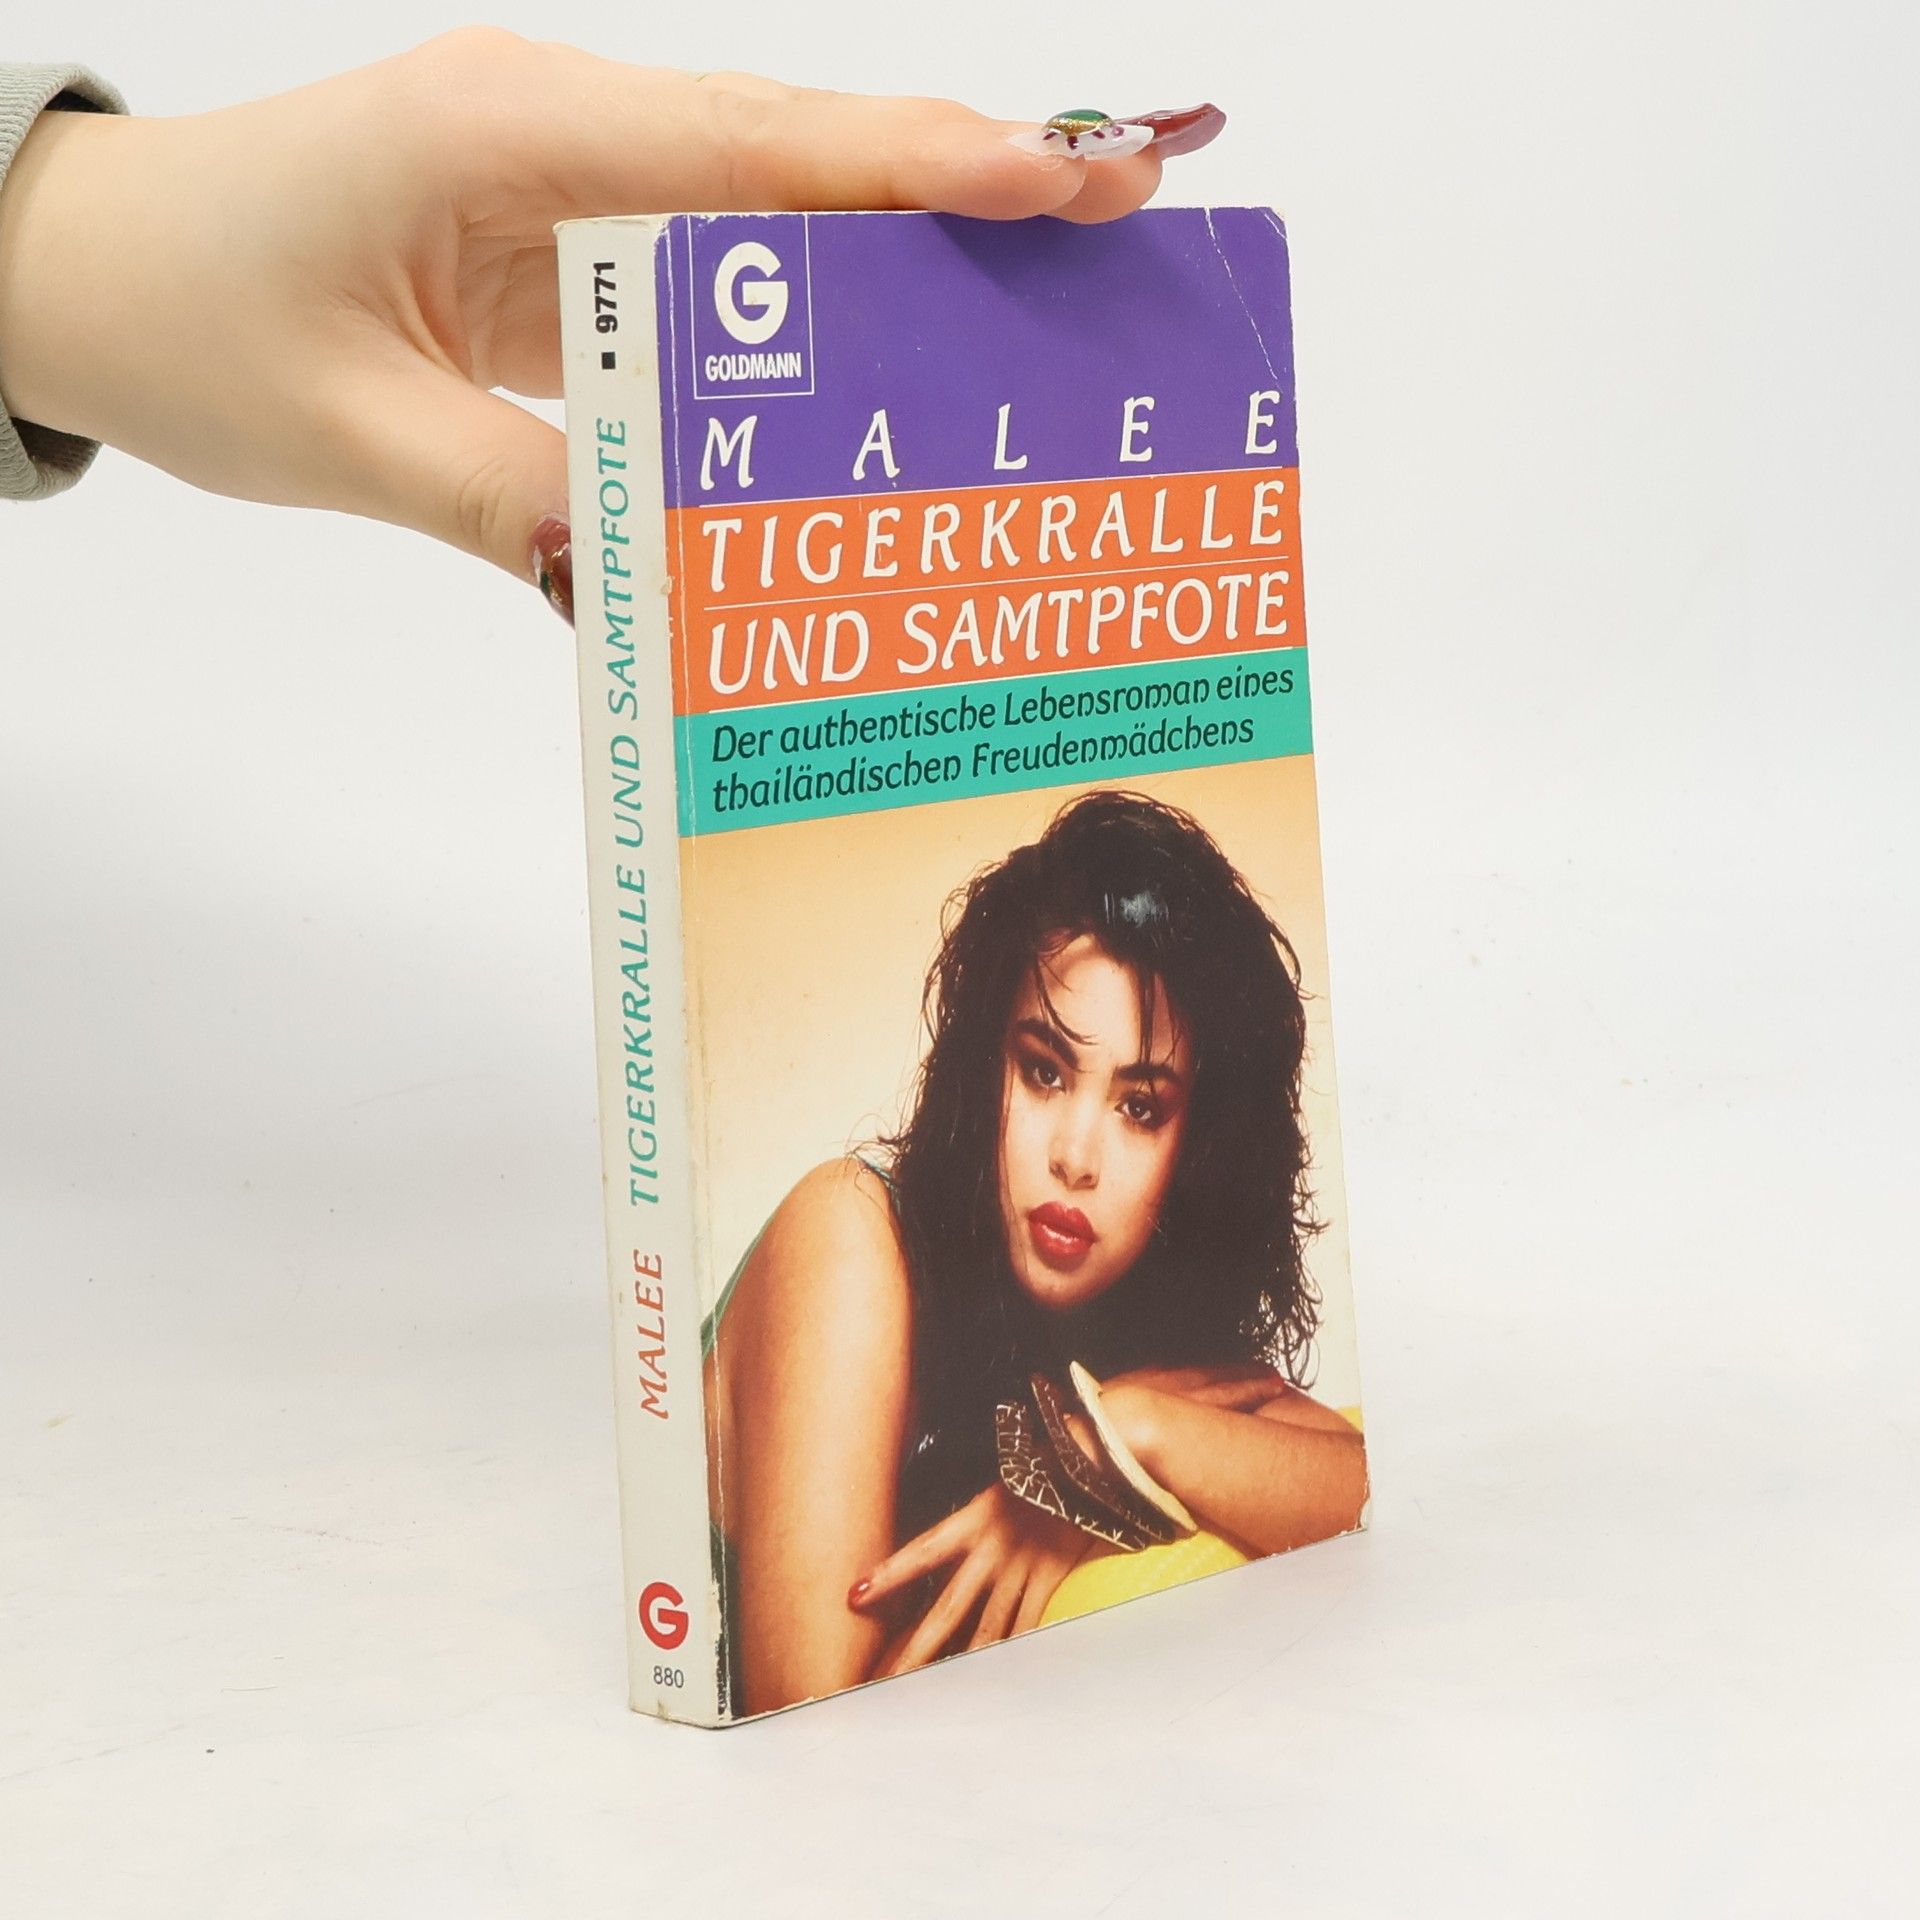 G
GOLDMANN
MALEE
TIGERKRALLE
UND SAMTPFOTE
Der authentische Lebensroman eines
thailändischen Freudenmädchens
MALEE TIGERKRALLE UND SAMTPFOTE ■ 9771
G
880